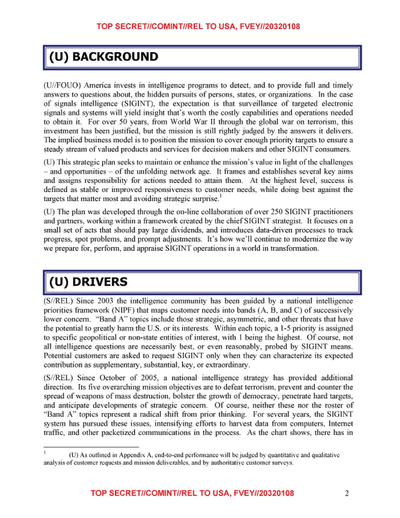 TOP SECRET//COMINT//REL TO USA, FVEY//20320108
(U) BACKGROUND
(U//FOUO) America invests in intelligence programs to detect, and to provide full and timely
answers to questions about, the hidden pursuits of persons, states, or organizations. In the case
of signals intelligence (SIGINT), the expectation is that surveillance of targeted electronic
signals and systems will yield insight that's worth the costly capabilities and operations needed
to obtain it. For over 50 years, from World War II through the global war on terrorism, this
investment has been justified, but the mission is still rightly judged by the answers it delivers.
The implied business model is to position the mission to cover enough priority targets to ensure a
steady stream of valued products and services for decision makers and other SIGINT consumers.
(U) This strategic plan seeks to maintain or enhance the mission's value in light of the challenges
– and opportunities – of the unfolding network age. It frames and establishes several key aims
and assigns responsibility for actions needed to attain them. At the highest level, success is
defined as stable or improved responsiveness to customer needs, while doing best against the
targets that matter most and avoiding strategic surprise.1
(U) The plan was developed through the on-line collaboration of over 250 SIGINT practitioners
and partners, working within a framework created by the chief SIGINT strategist. It focuses on a
small set of acts that should pay large dividends, and introduces data-driven processes to track
progress, spot problems, and prompt adjustments. It's how we'll continue to modernize the way
we prepare for, perform, and appraise SIGINT operations in a world in transformation.
(U) DRIVERS
(S//REL) Since 2003 the intelligence community has been guided by a national intelligence
priorities framework (NIPF) that maps customer needs into bands (A, B, and C) of successively
lower concern. "Band A" topics include those strategic, asymmetric, and other threats that have
the potential to greatly harm the U.S. or its interests. Within each topic, a 1-5 priority is assigned
to specific geopolitical or non-state entities of interest, with 1 being the highest. Of course, not
all intelligence questions are necessarily best, or even reasonably, probed by SIGINT means.
Potential customers are asked to request SIGINT only when they can characterize its expected
contribution as supplementary, substantial, key, or extraordinary.
(S//REL) Since October of 2005, a national intelligence strategy has provided additional
direction. Its five overarching mission objectives are to defeat terrorism, prevent and counter the
spread of weapons of mass destruction, bolster the growth of democracy, penetrate hard targets,
and anticipate developments of strategic concern. Of course, neither these nor the roster of
"Band A" topics represent a radical shift from prior thinking. For several years, the SIGINT
system has pursued these issues, intensifying efforts to harvest data from computers, Internet
traffic, and other packetized communications in the process. As the chart shows, there has in
1 (U) As outlined in Appendix A, end-to-end performance will be judged by quantitative and qualitative
analysis of customer requests and mission deliverables, and by authoritative customer surveys.
TOP SECRET//COMINT//REL TO USA, FVEY//20320108
2